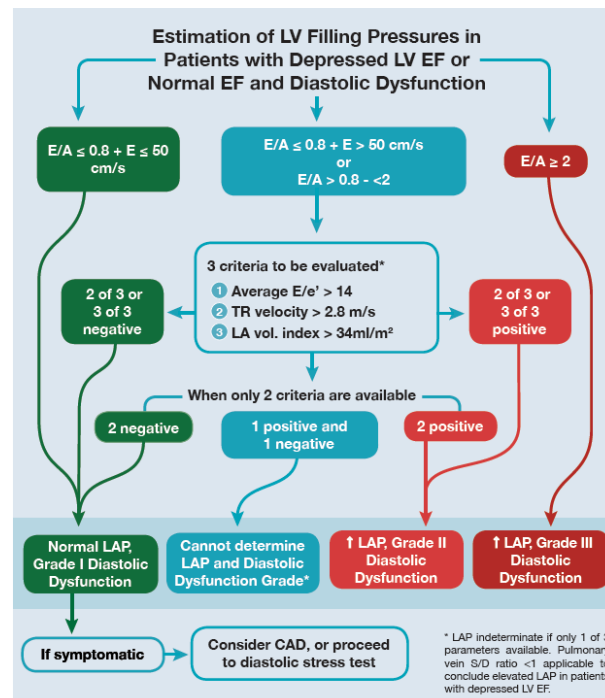 Estimation of LV Filling Pressures in
Patients with Depressed LV EF or
Normal EF and Diastolic Dysfunction
E/A ≤ 0.8 + E ≤ 50
cm/s
E/A ≤ 0.8 + E > 50 cm/s
or
E/A > 0.8 - <2
E/A ≥ 2
3 criteria to be evaluated*
1 Average E/e’ > 14
2 TR velocity > 2.8 m/s
3 LA vol. index > 34ml/m²
2 of 3 or
3 of 3
negative
2 of 3 or
3 of 3
positive
When only 2 criteria are available
2 negative
1 positive and
1 negative
2 positive
Normal LAP,
Grade I Diastolic
Dysfunction
Cannot determine
LAP and Diastolic
Dysfunction Grade*
↑ LAP, Grade II
Diastolic
Dysfunction
↑ LAP, Grade III
Diastolic
Dysfunction
If symptomatic
Consider CAD, or proceed
to diastolic stress test
* LAP indeterminate if only 1 of 3
parameters available. Pulmonary
vein S/D ratio <1 applicable to
conclude elevated LAP in patients
with depressed LV EF.